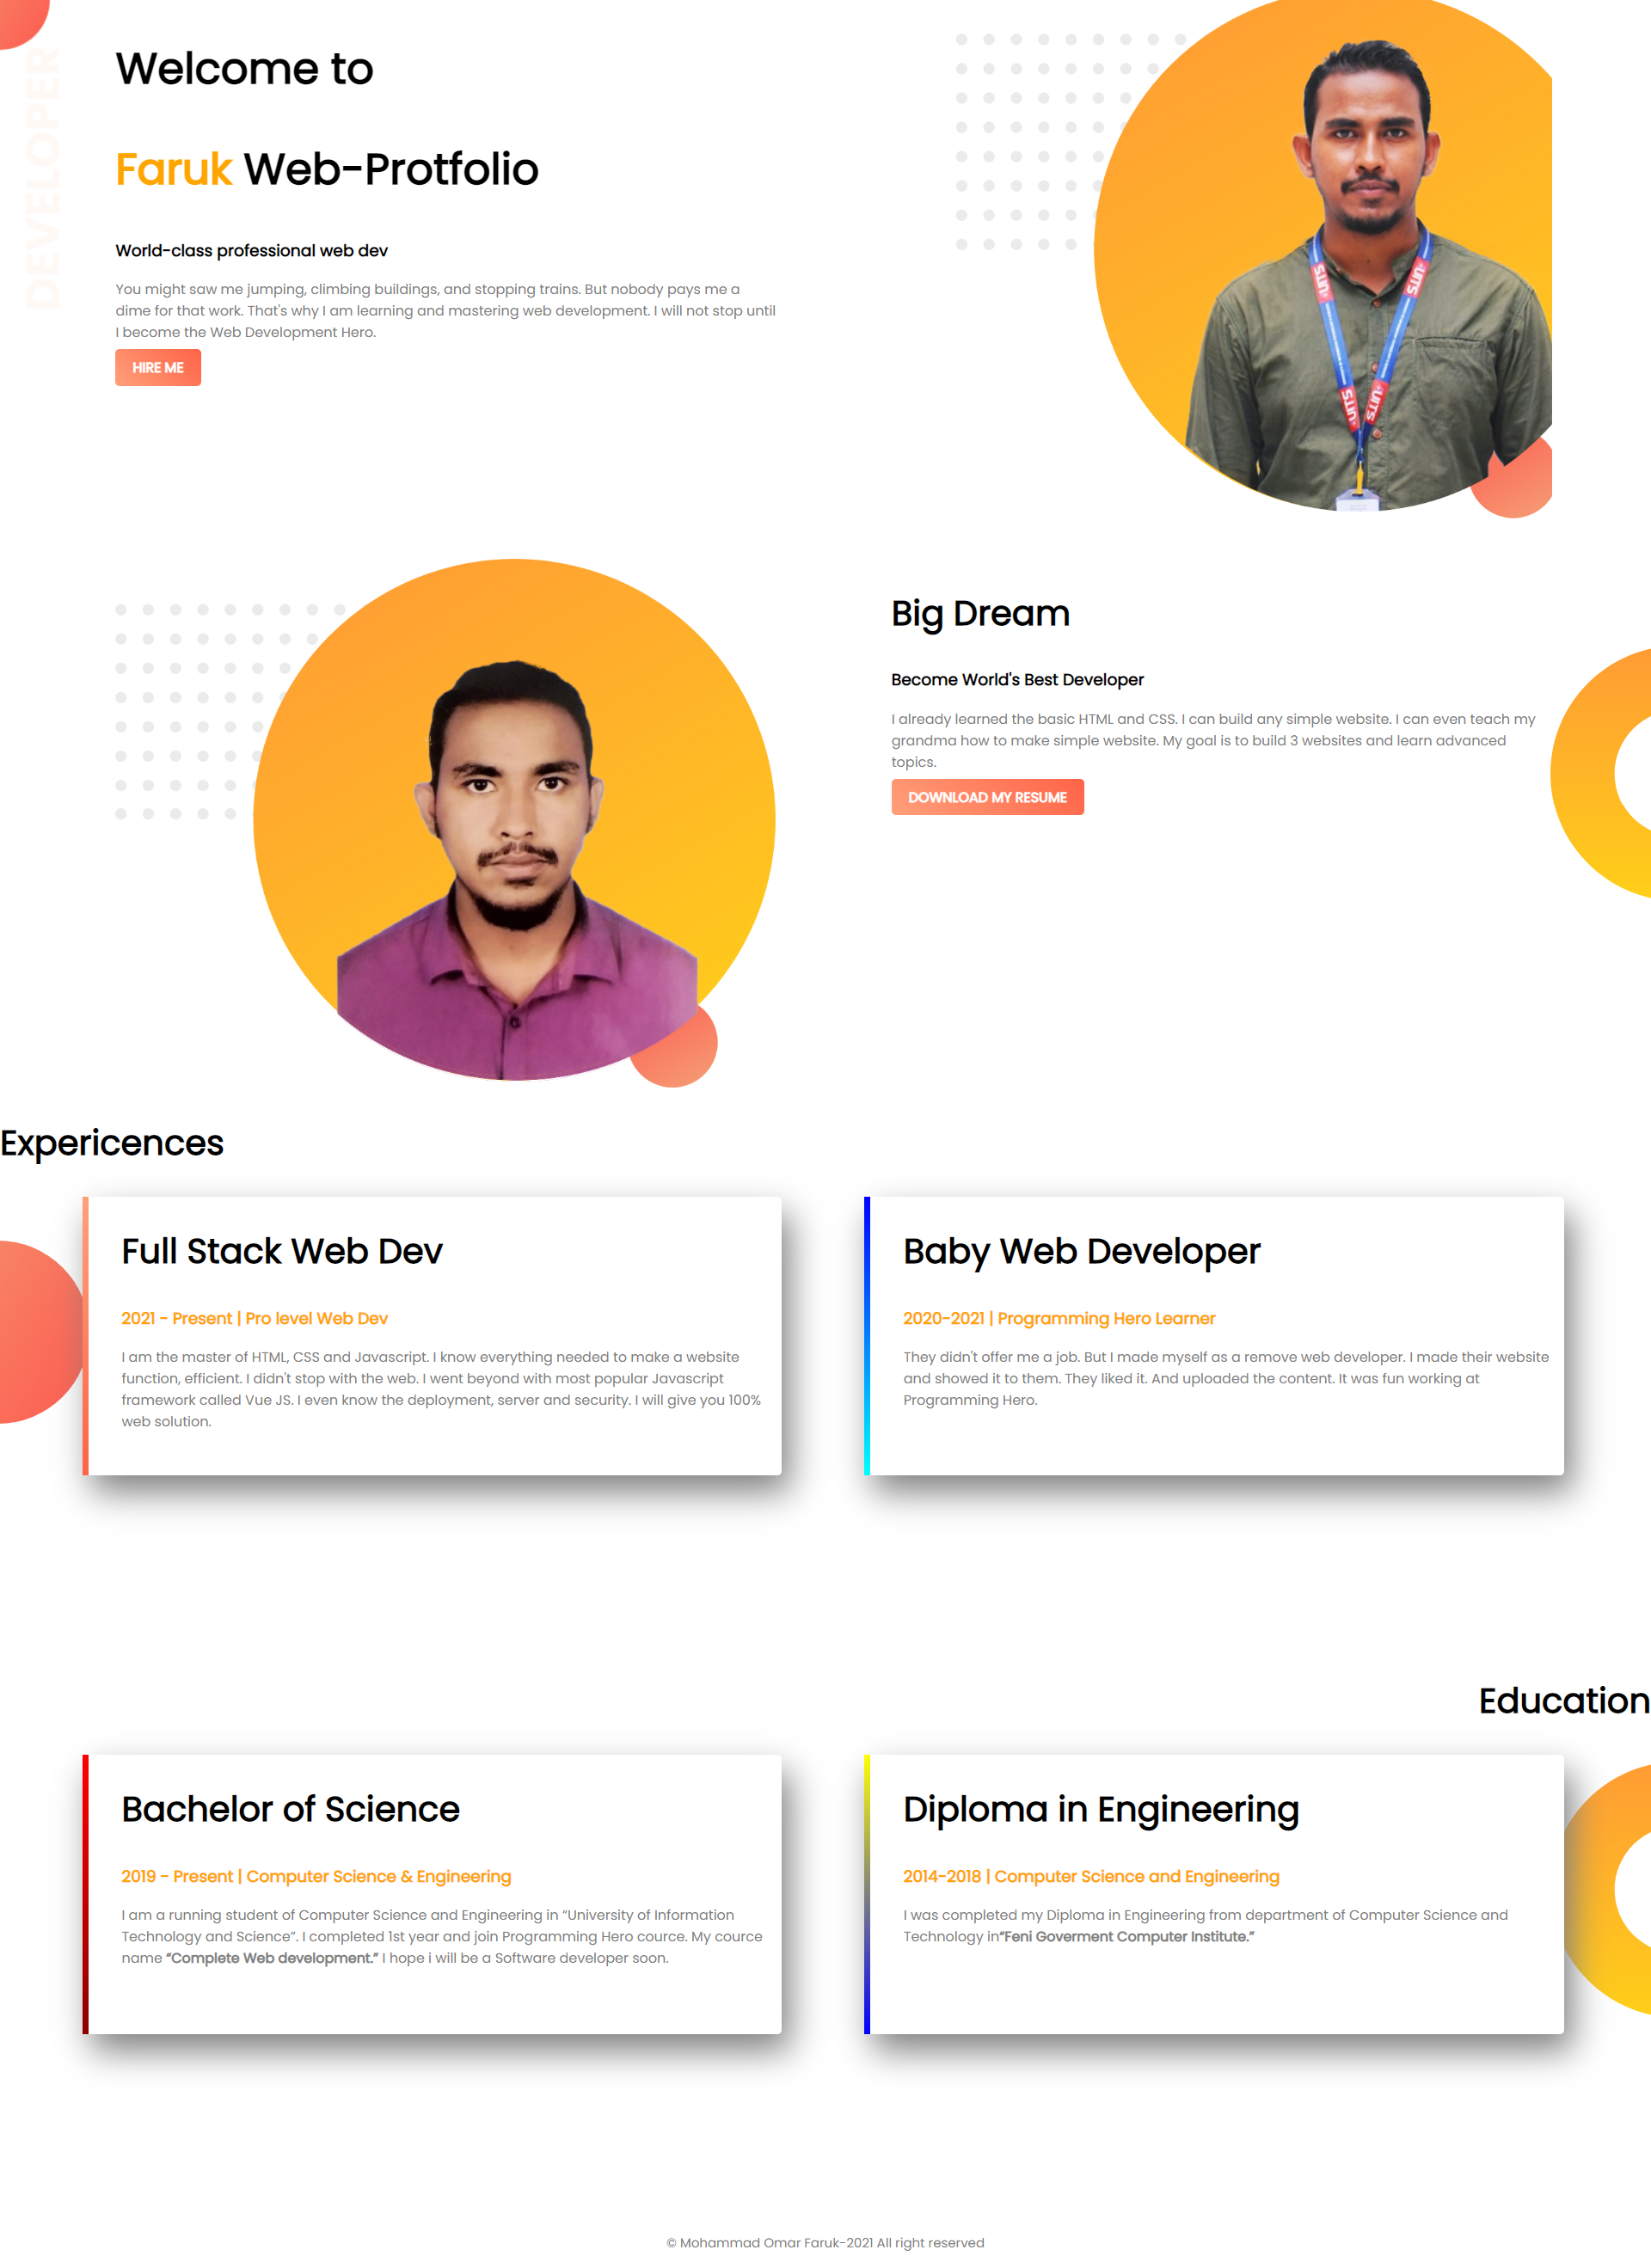 DEVELOPER
Welcome to
Faruk Web-Protfolio
World-class professional web dev
You might saw me jumping, climbing buildings, and stopping trains. But nobody pays me a
dime for that work. That's why I am learning and mastering web development. I will not stop until
I become the Web Development Hero.
HIRE ME
UITS
UITS
UITS
UITS
Big Dream
Become World's Best Developer
I already learned the basic HTML and CSS. I can build any simple website. I can even teach my
grandma how to make simple website. My goal is to build 3 websites and learn advanced
topics.
DOWNLOAD MY RESUME
Expericences
Full Stack Web Dev
2021 - Present | Pro level Web Dev
I am the master of HTML, CSS and Javascript. I know everything needed to make a website
function, efficient. I didn't stop with the web. I went beyond with most popular Javascript
framework called Vue JS. I even know the deployment, server and security. I will give you 100%
web solution.
Baby Web Developer
2020-2021 | Programming Hero Learner
They didn't offer me a job. But I made myself as a remove web developer. I made their website
and showed it to them. They liked it. And uploaded the content. It was fun working at
Programming Hero.
Education
Bachelor of Science
2019 - Present | Computer Science & Engineering
I am a running student of Computer Science and Engineering in “University of Information
Technology and Science”. I completed 1st year and join Programming Hero cource. My cource
name “Complete Web development.” I hope i will be a Software developer soon.
Diploma in Engineering
2014-2018 | Computer Science and Engineering
I was completed my Diploma in Engineering from department of Computer Science and
Technology in“Feni Goverment Computer Institute.”
© Mohammad Omar Faruk-2021 All right reserved